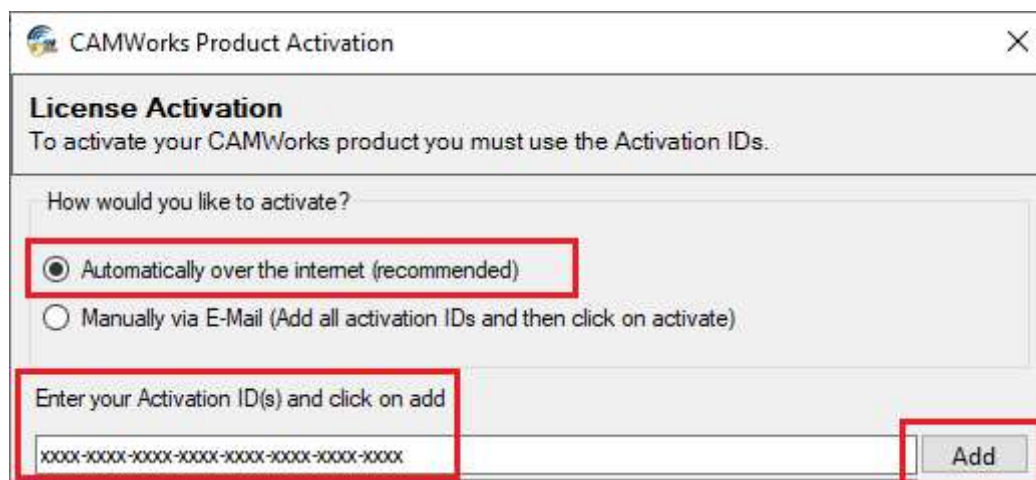 CAMWorks Product Activation
License Activation
To activate your CAMWorks product you must use the Activation IDs.
How would you like to activate?
Automatically over the internet (recommended)
Manually via E-Mail (Add all activation IDs and then click on activate)
Enter your Activation ID(s) and click on add
xxxx-xxxx-xxxx-xxxx-xxxx-xxxx-xxxx-xxxx
Add